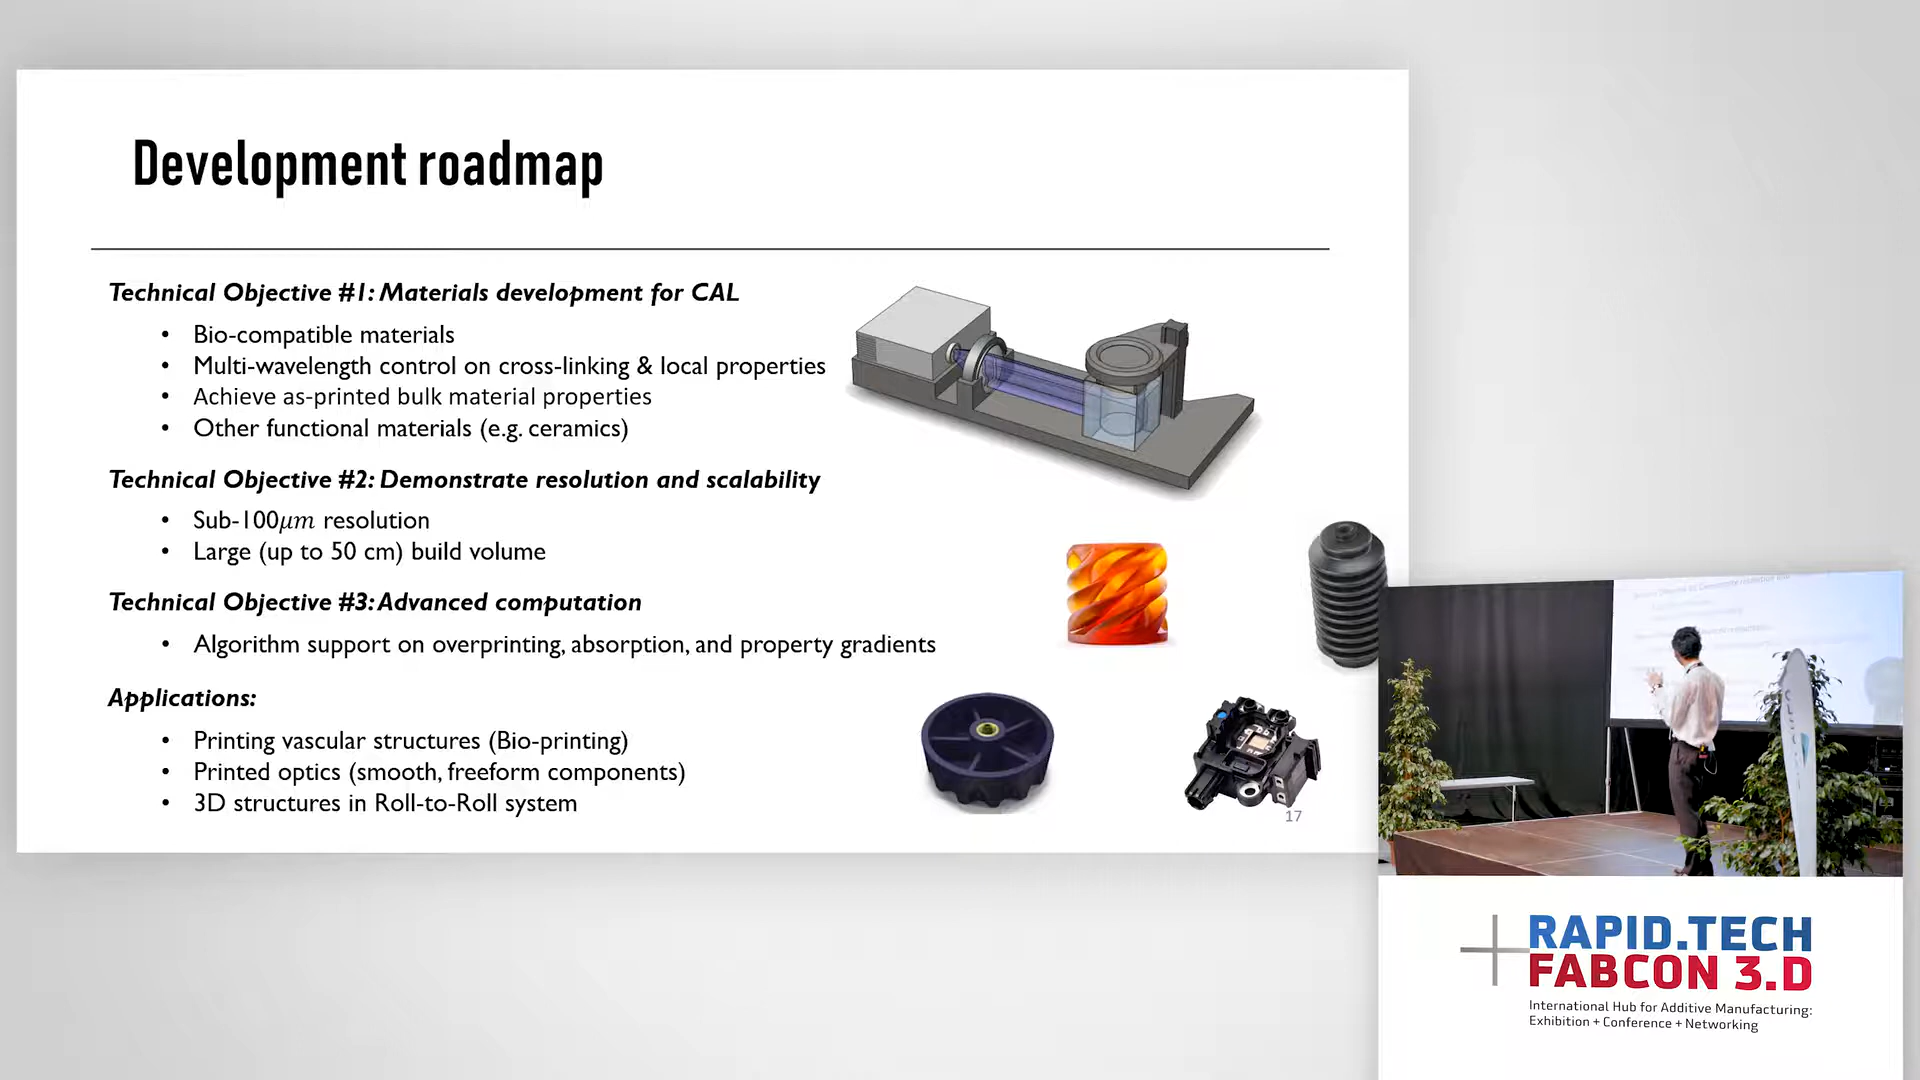 Development roadmap
Technical Objective #1: Materials development for CAL
• Bio-compatible materials
• Multi-wavelength control on cross-linking & local properties
• Achieve as-printed bulk material properties
• Other functional materials (e.g. ceramics)
Technical Objective #2: Demonstrate resolution and scalability
• Sub-100μm resolution
• Large (up to 50 cm) build volume
Technical Objective #3: Advanced computation
• Algorithm support on overprinting, absorption, and property gradients
Applications:
• Printing vascular structures (Bio-printing)
• Printed optics (smooth, freeform components)
• 3D structures in Roll-to-Roll system
17
RAPID.TECH
FABCON 3.D
International Hub for Additive Manufacturing:
Exhibition + Conference + Networking